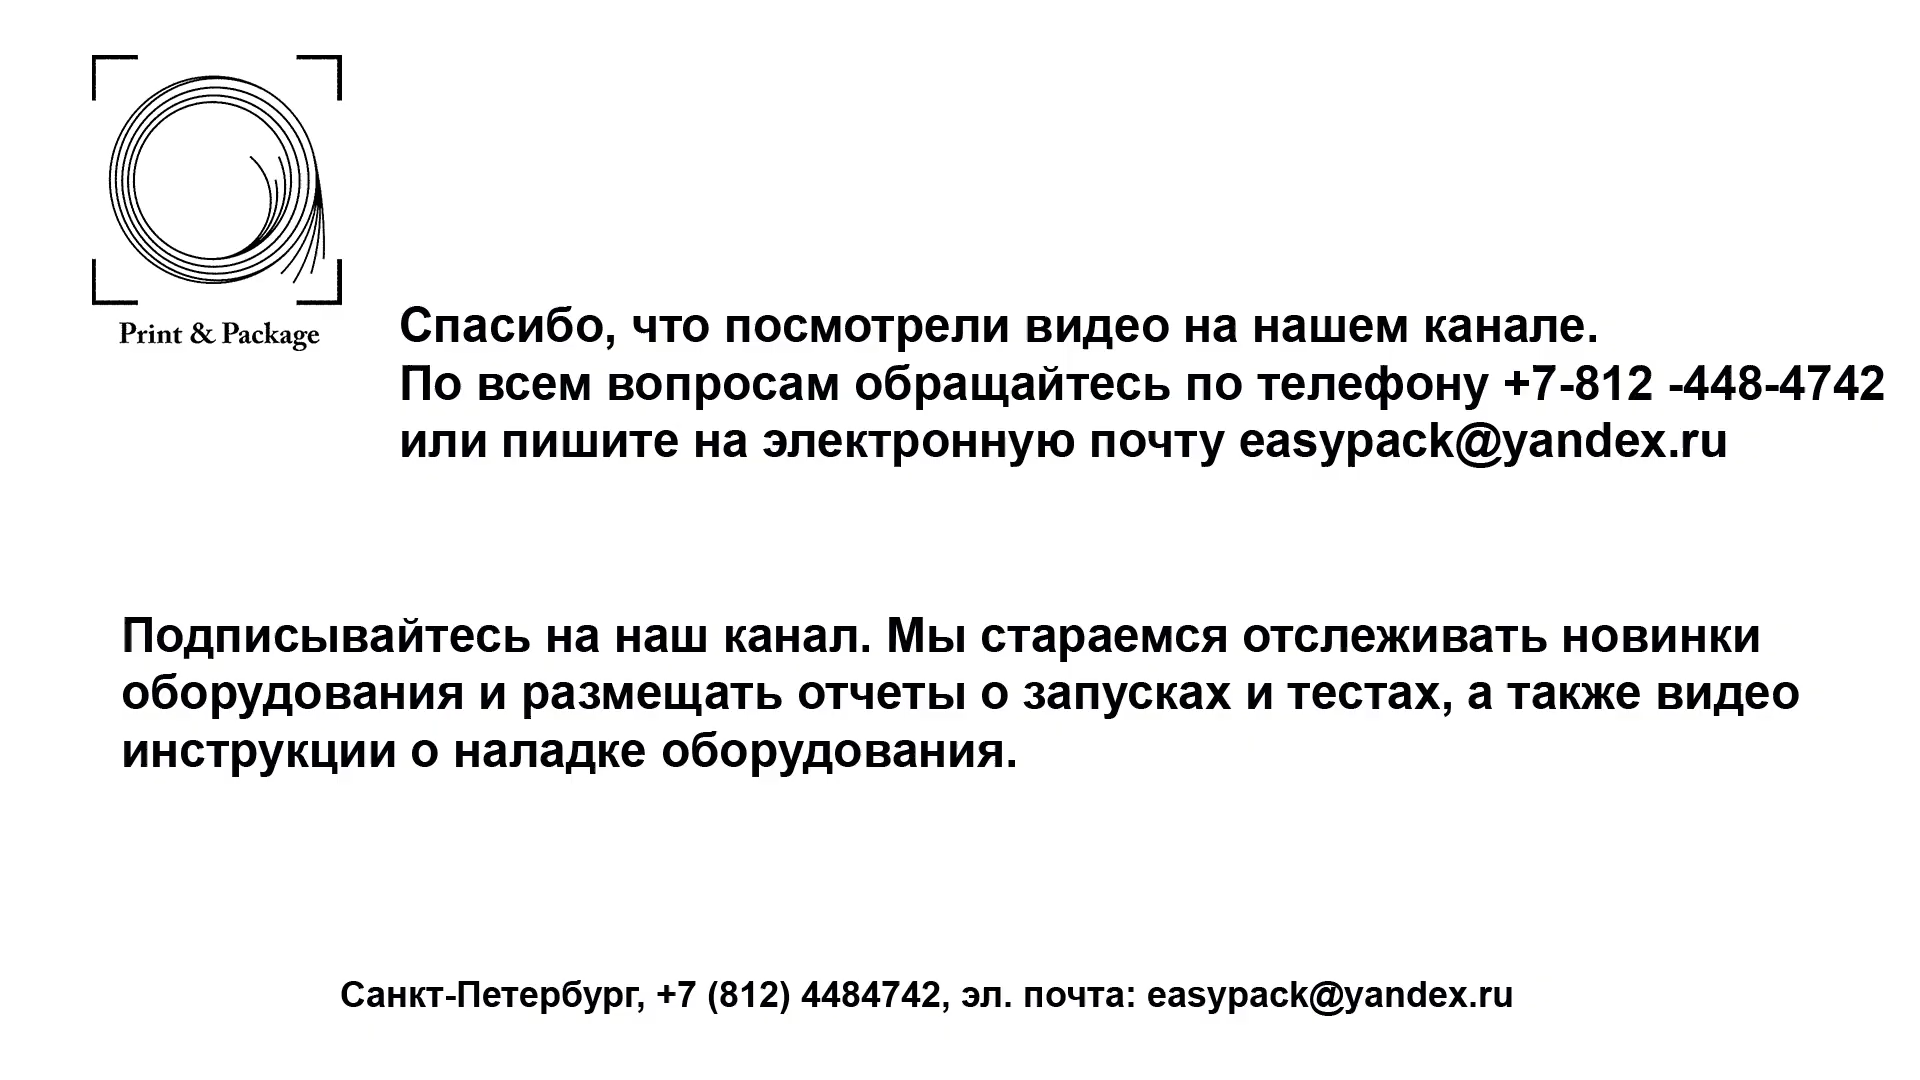 Print & Package
Спасибо, что посмотрели видео на нашем канале.
По всем вопросам обращайтесь по телефону +7-812 -448-4742
или пишите на электронную почту easypack@yandex.ru
Подписывайтесь на наш канал. Мы стараемся отслеживать новинки
оборудования и размещать отчеты о запусках и тестах, а также видео
инструкции о наладке оборудования.
Санкт-Петербург, +7 (812) 4484742, эл. почта: easypack@yandex.ru